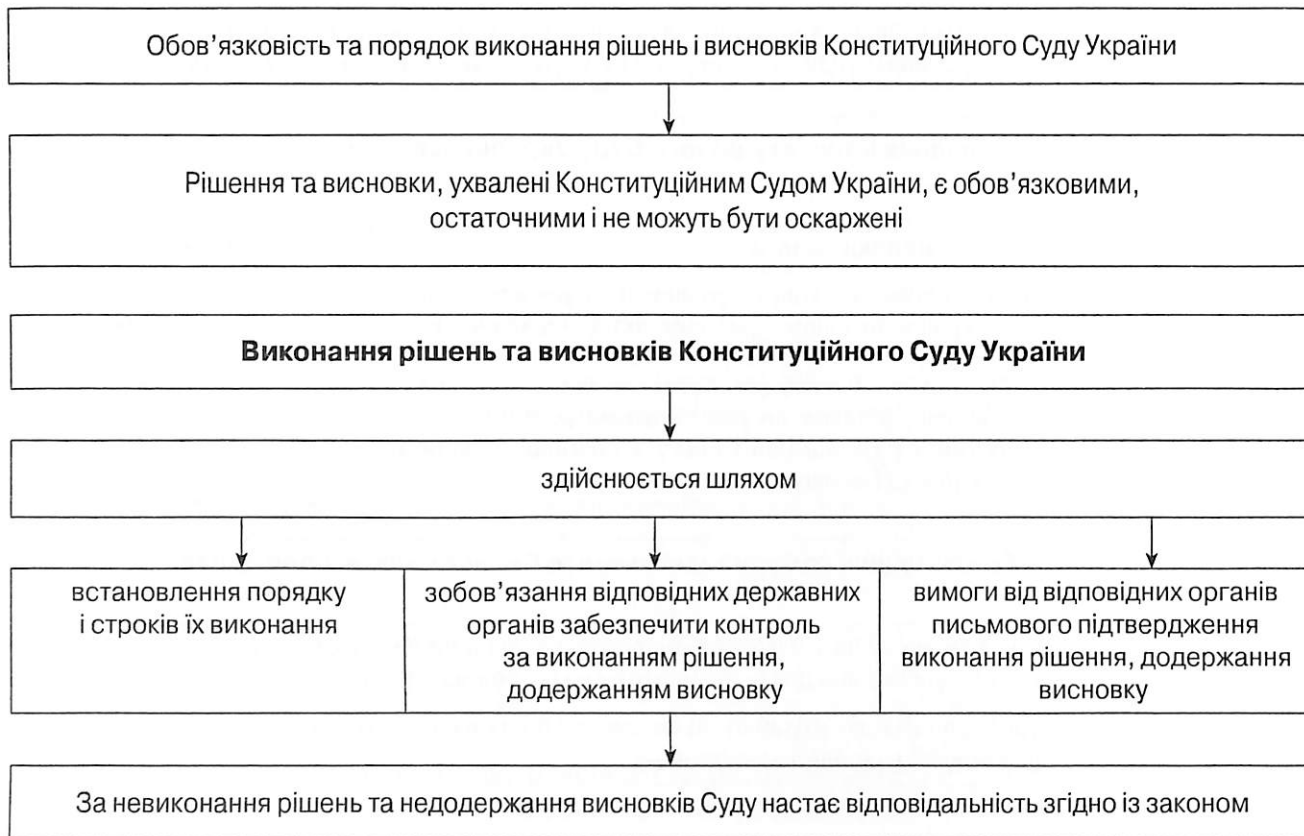 Обов’язковість та порядок виконання рішень і висновків Конституційного Суду України
Рішення та висновки, ухвалені Конституційним Судом України, є обов’язковими,
остаточними і не можуть бути оскаржені
Виконання рішень та висновків Конституційного Суду України
здійснюється шляхом
встановлення порядку
і строків їх виконання
зобов’язання відповідних державних
органів забезпечити контроль
за виконанням рішення,
додержанням висновку
вимоги від відповідних органів
письмового підтвердження
виконання рішення, додержання
висновку
За невиконання рішень та недодержання висновків Суду настає відповідальність згідно із законом